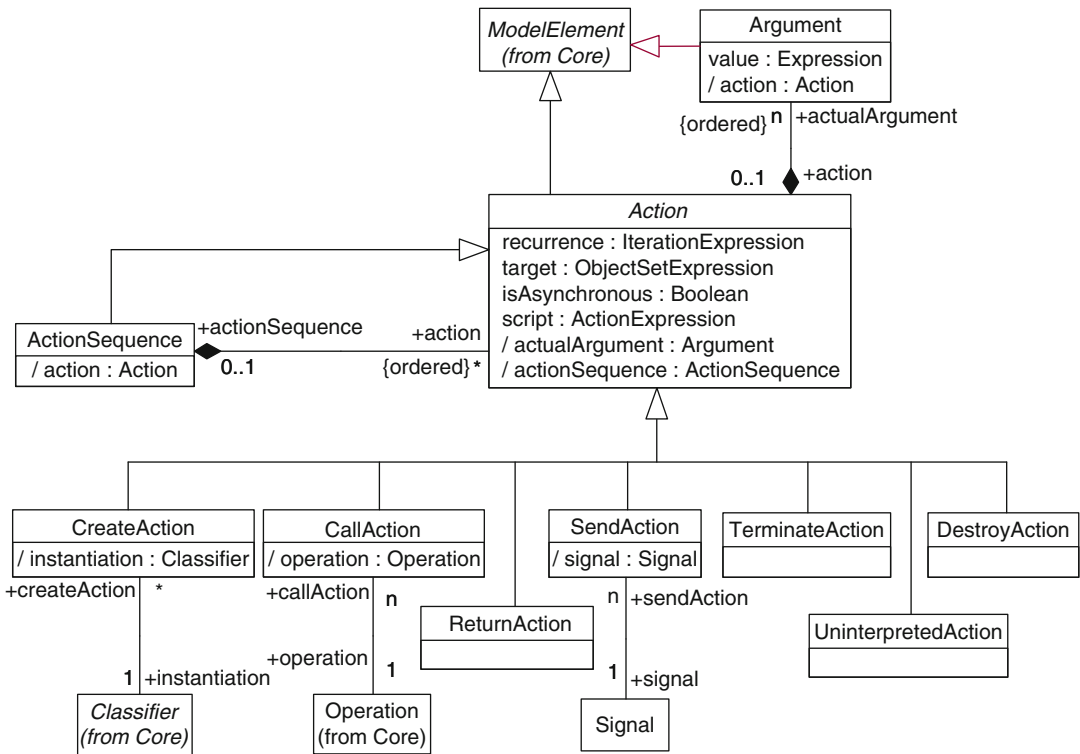 ModelElement
(from Core)
Argument
value : Expression
/ action : Action
{ordered} n +actualArgument
0..1 +action
Action
recurrence : IterationExpression
target : ObjectSetExpression
isAsynchronous : Boolean
script : ActionExpression
/ actualArgument : Argument
/ actionSequence : ActionSequence
ActionSequence
/ action : Action
+actionSequence
0..1
+action
{ordered} *
CreateAction
/ instantiation : Classifier
+createAction *
1 +instantiation
Classifier
(from Core)
CallAction
/ operation : Operation
+callAction n
+operation 1
Operation
(from Core)
ReturnAction
SendAction
/ signal : Signal
n +sendAction
1 +signal
Signal
TerminateAction
UninterpretedAction
DestroyAction